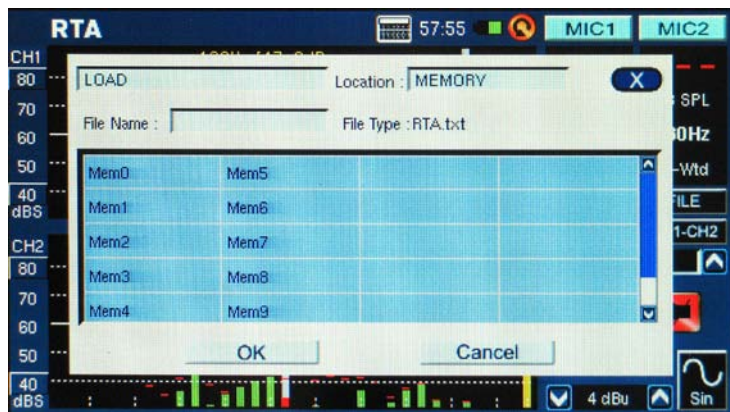 RTA 57:55 MIC1 MIC2
CH1
80
LOAD Location : MEMORY X
70 SPL
File Name : File Type : RTA.txt
60
50 -Wtd
Mem0 Mem5
40
dBS
Mem1 Mem6 FILE
CH2 Mem2 Mem7 1-CH2
80
Mem3 Mem8
70
Mem4 Mem9
60
50 OK Cancel
40
dBS 4 dBu Sin